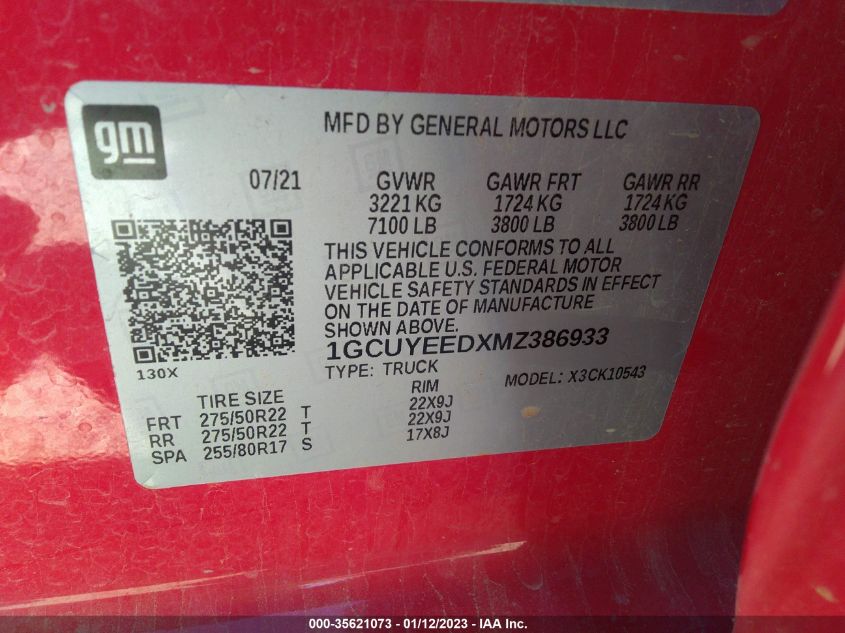 gm
MFD BY GENERAL MOTORS LLC
07/21 GVWR GAWR FRT GAWR RR
3221 KG 1724 KG 1724 KG
7100 LB 3800 LB 3800 LB
THIS VEHICLE CONFORMS TO ALL
APPLICABLE U.S. FEDERAL MOTOR
VEHICLE SAFETY STANDARDS IN EFFECT
ON THE DATE OF MANUFACTURE
SHOWN ABOVE.
1GCUYEEDXMZ386933
130X
TYPE: TRUCK MODEL: X3CK10543
TIRE SIZE RIM
FRT 275/50R22 T 22X9J
RR 275/50R22 T 22X9J
SPA 255/80R17 S 17X8J
000-35621073 - 01/12/2023 - IAA Inc.